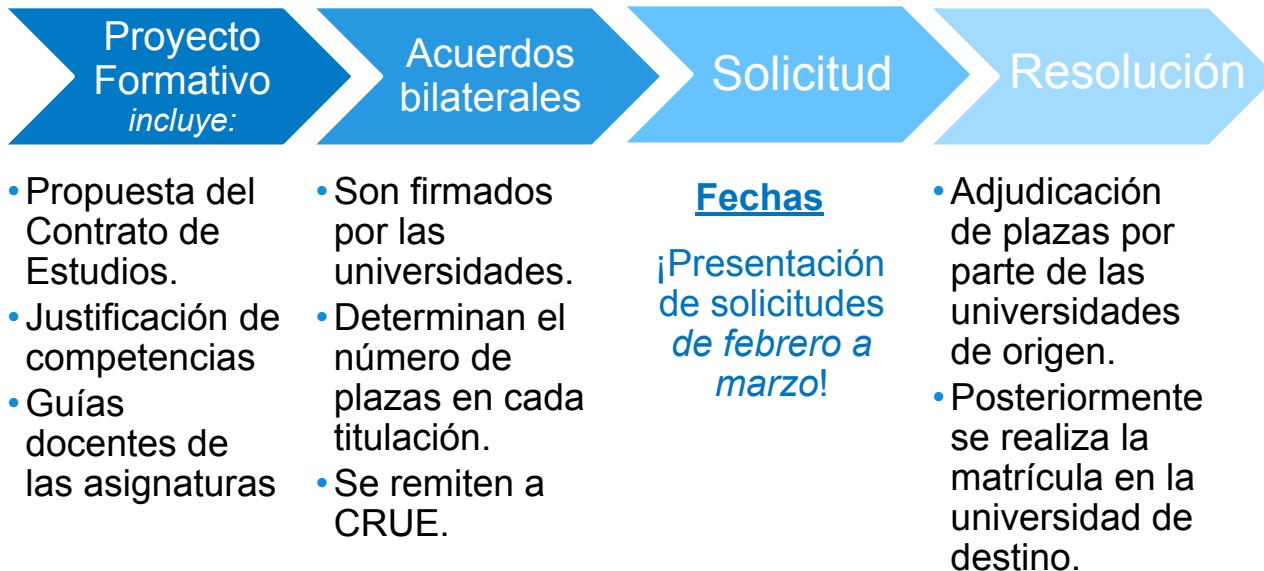 Proyecto
Formativo
incluye:
• Propuesta del
Contrato de
Estudios.
• Justificación de
competencias
• Guías
docentes de
las asignaturas
Acuerdos
bilaterales
• Son firmados
por las
universidades.
• Determinan el
número de
plazas en cada
titulación.
• Se remiten a
CRUE.
Solicitud
Fechas
¡Presentación
de solicitudes
de febrero a
marzo!
Resolución
• Adjudicación
de plazas por
parte de las
universidades
de origen.
• Posteriormente
se realiza la
matrícula en la
universidad de
destino.